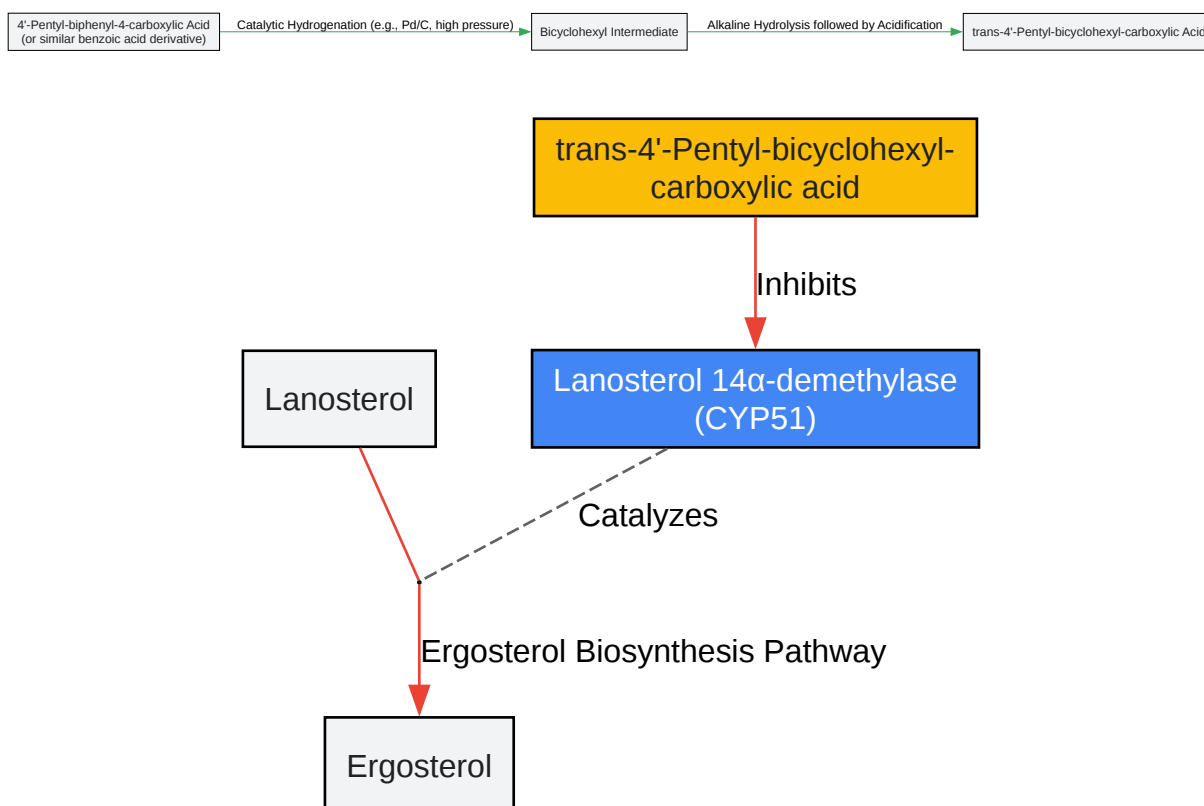 4'-Pentyl-biphenyl-4-carboxylic Acid
(or similar benzoic acid derivative)
Catalytic Hydrogenation (e.g., Pd/C, high pressure)
Bicyclohexyl Intermediate
Alkaline Hydrolysis followed by Acidification
trans-4'-Pentyl-bicyclohexyl-carboxylic Acid
trans-4'-Pentyl-bicyclohexyl-
carboxylic acid
Inhibits
Lanosterol
Lanosterol 14α-demethylase
(CYP51)
Catalyzes
Ergosterol Biosynthesis Pathway
Ergosterol